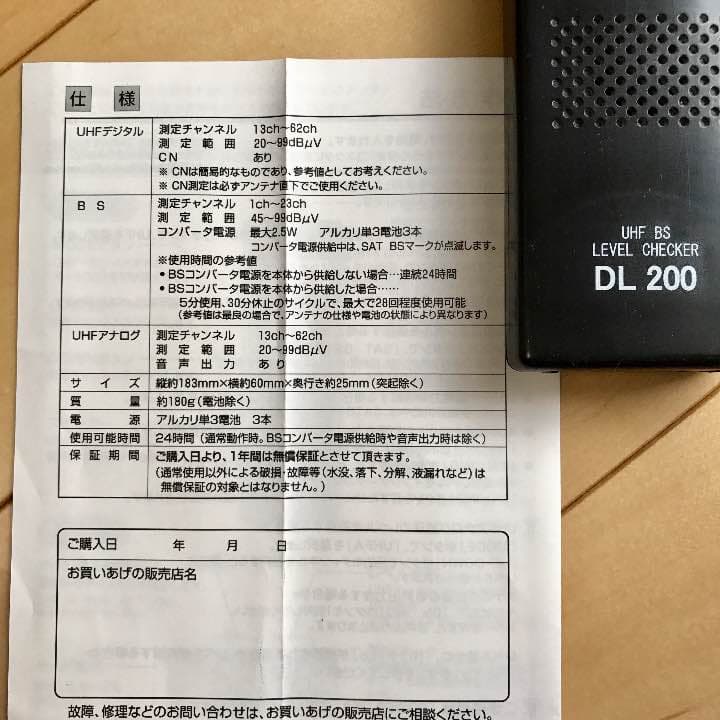 仕様
UHFデジタル 測定チャンネル 13ch～62ch
測定範囲 20～99dBμV
CN あり
※ CNは簡易的なものであり、参考値としてお考えください。
※ CN測定は必ずアンテナ直下でご使用ください。
BS 測定チャンネル 1ch～23ch
測定範囲 45～99dBμV
コンバータ電源 最大2.5W アルカリ単3電池3本
コンバータ電源供給中は、SAT BSマークが点滅します。
※使用時間の参考値
●BSコンバータ電源を本体から供給しない場合…連続24時間
●BSコンバータ電源を本体から供給した場合……
5分使用、30分休止のサイクルで、最大で28回程度使用可能
（参考値は最良の場合で、アンテナの仕様や電池の状態により異なります）
UHFアナログ 測定チャンネル 13ch～62ch
測定範囲 20～99dBμV
音声出力 あり
サイズ 縦約183mm×横約60mm×奥行き約25mm（突起除く）
質量 約180g（電池除く）
電源 アルカリ単3電池 3本
使用可能時間 24時間（通常動作時。BSコンバータ電源供給時や音声出力時は除く）
保証期間 ご購入日より、1年間は無償保証とさせて頂きます。
（通常使用以外による破損・故障等（水没、落下、分解、液漏れなど）は
無償保証の対象とはなりません。）
ご購入日 年 月 日
お買いあげの販売店名
故障、修理などのお問い合わせは、お買いあげの販売店にご相談ください。
UHF BS
LEVEL CHECKER
DL 200